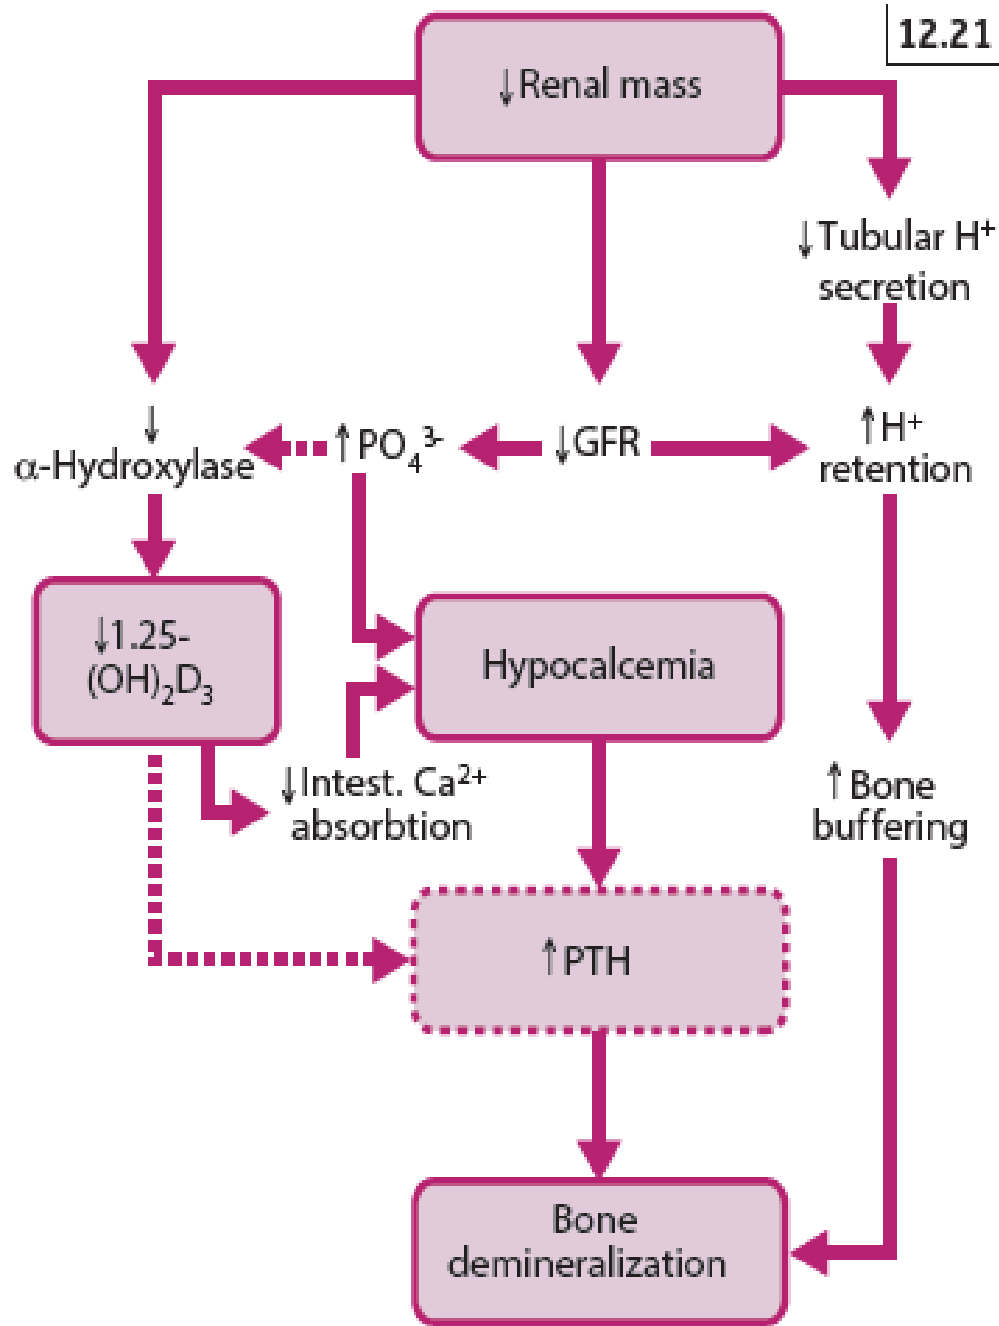 12.21
↓Renal mass
↓Tubular H⁺
secretion
↓
α-Hydroxylase
↑PO₄³⁻
↓GFR
↑H⁺
retention
↓1.25-
(OH)₂D₃
Hypocalcemia
↓Intest. Ca²⁺
absorbtion
↑Bone
buffering
↑PTH
Bone
demineralization